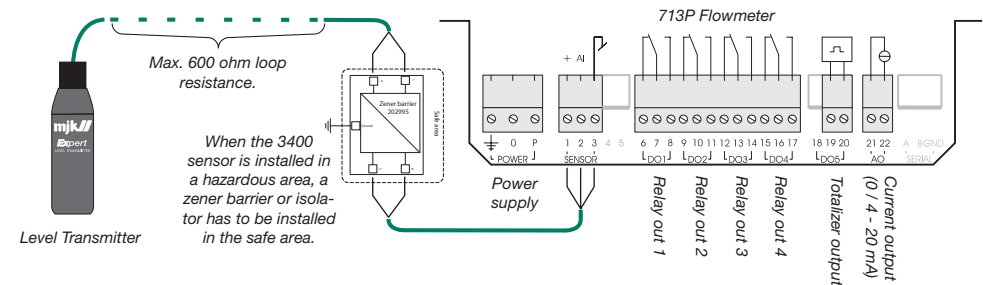 713P Flowmeter
Max. 600 ohm loop
resistance.
+ AI
Zener barrier
202995
Safe area
mjk
Expert
LEVEL TRANSMITTER
When the 3400
sensor is installed in
a hazardous area, a
zener barrier or isola-
tor has to be installed
in the safe area.
Level Transmitter
0 P 1 2 3 4 5 6 7 8 9 10 11 12 13 14 15 16 17 18 19 20 21 22 A B GND
POWER SENSOR DO1 DO2 DO3 DO4 DO5 AO SERIAL
Power
supply
Relay out 1
Relay out 2
Relay out 3
Relay out 4
Totalizer output
Current output
(0 / 4 - 20 mA)